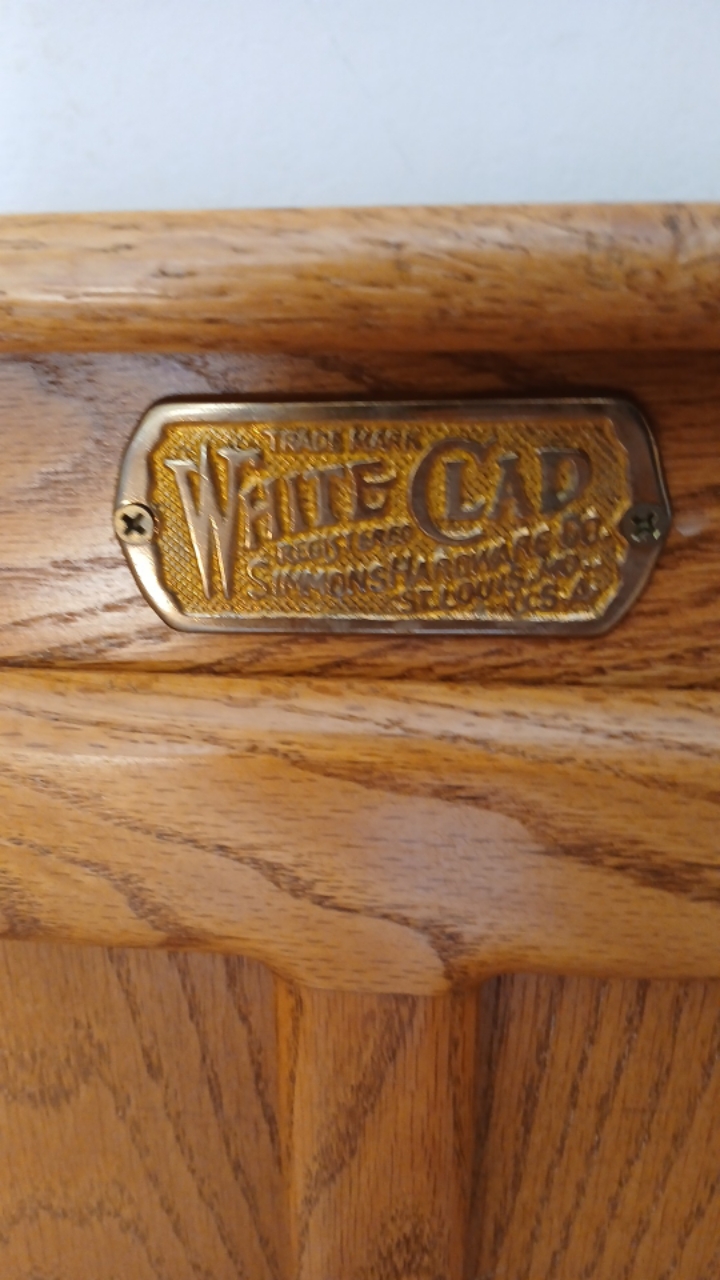 TRADE MARK
WHITE CLAD
REGISTERED
SIMMONS HARDWARE CO.
ST. LOUIS, MO.
U.S.A.